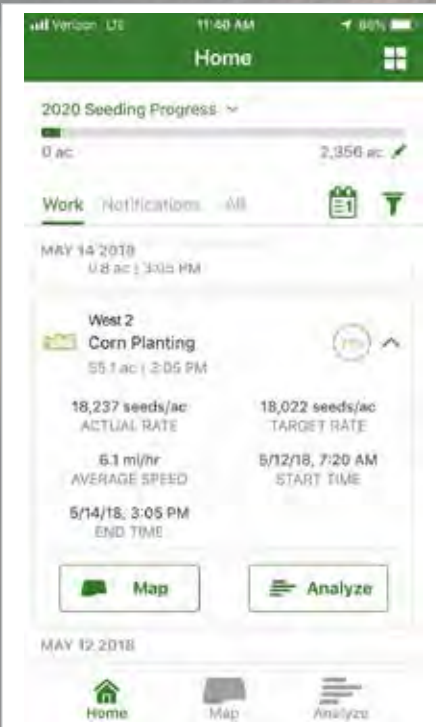 Verizon LTE 11:40 AM
Home
2020 Seeding Progress
0 ac 2,356 ac
Work Notifications All
1
MAY 14 2018
0.8 ac | 3:05 PM
West 2
Corn Planting
55.1 ac | 3:05 PM
18,237 seeds/ac 18,022 seeds/ac
ACTUAL RATE TARGET RATE
6.1 mi/hr 5/12/18, 7:20 AM
AVERAGE SPEED START TIME
5/14/18, 3:05 PM
END TIME
Map Analyze
MAY 12 2018
Home Map Analyze